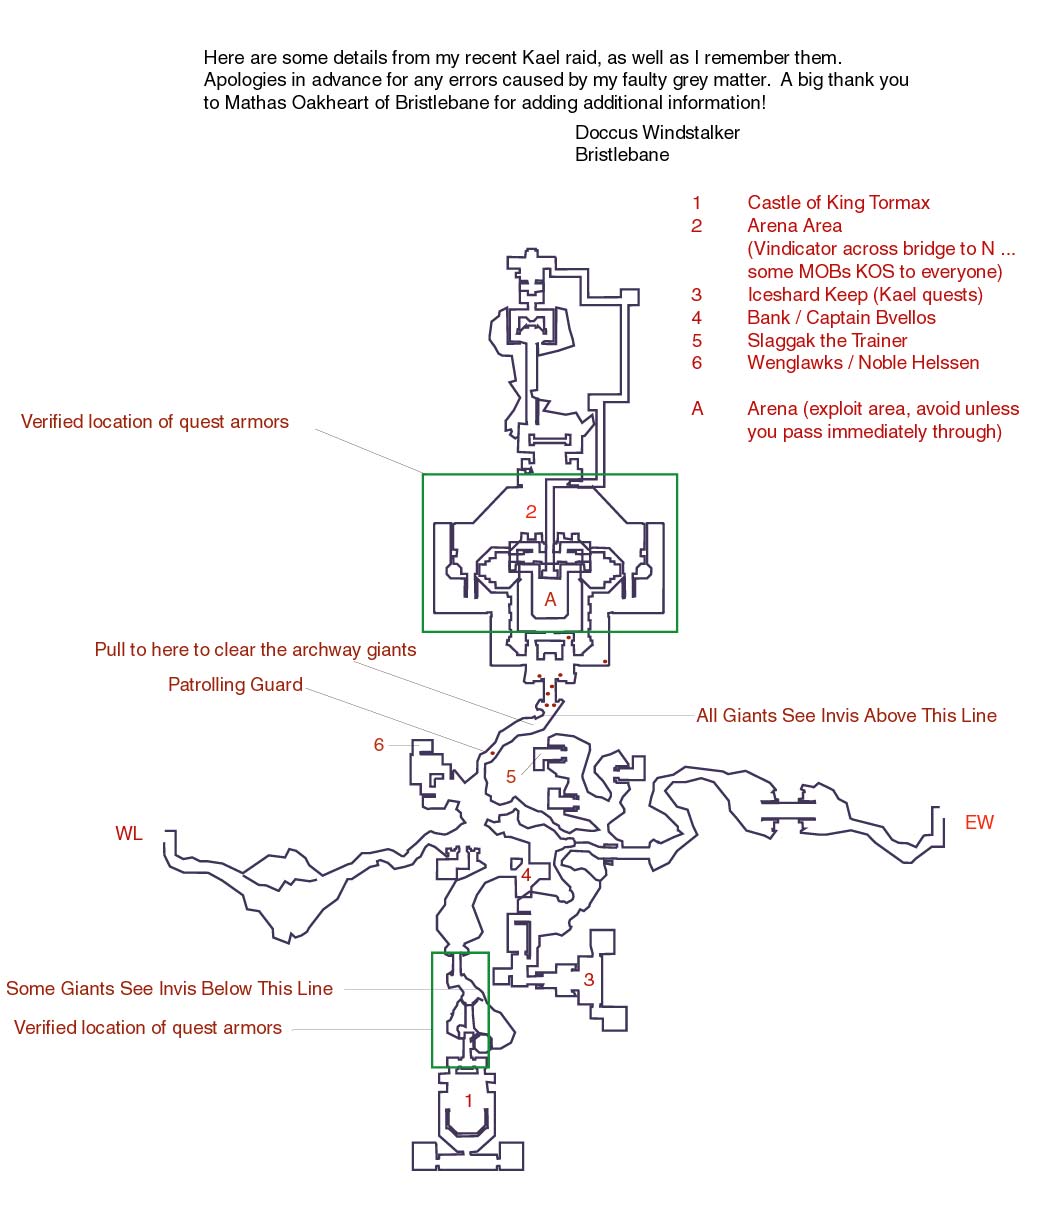 Here are some details from my recent Kael raid, as well as I remember them.
Apologies in advance for any errors caused by my faulty grey matter.  A big thank you
to Mathas Oakheart of Bristlebane for adding additional information!
Doccus Windstalker
Bristlebane
1 Castle of King Tormax
2 Arena Area
(Vindicator across bridge to N ...
some MOBs KOS to everyone)
3 Iceshard Keep (Kael quests)
4 Bank / Captain Bvellos
5 Slaggak the Trainer
6 Wenglawks / Noble Helssen
A Arena (exploit area, avoid unless
you pass immediately through)
Verified location of quest armors
2
A
Pull to here to clear the archway giants
Patrolling Guard
All Giants See Invis Above This Line
6
5
WL
EW
4
3
Some Giants See Invis Below This Line
Verified location of quest armors
1